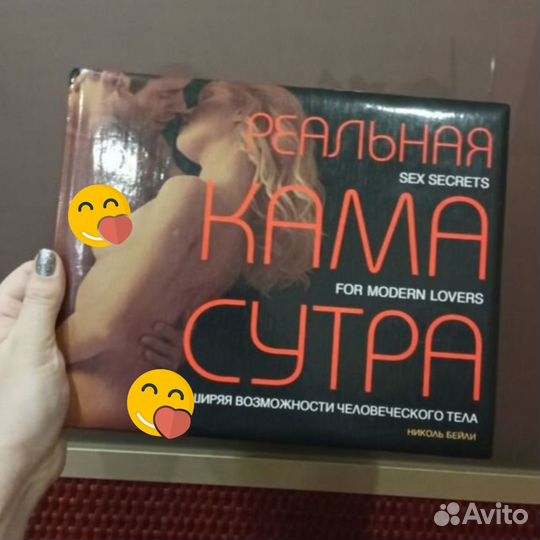 РЕАЛЬНАЯ
SEX SECRETS
КАМА
FOR MODERN LOVERS
СУТРА
ВОЗМОЖНОСТИ ЧЕЛОВЕЧЕСКОГО ТЕЛА
НИКОЛЬ БЕЙЛИ
Avito